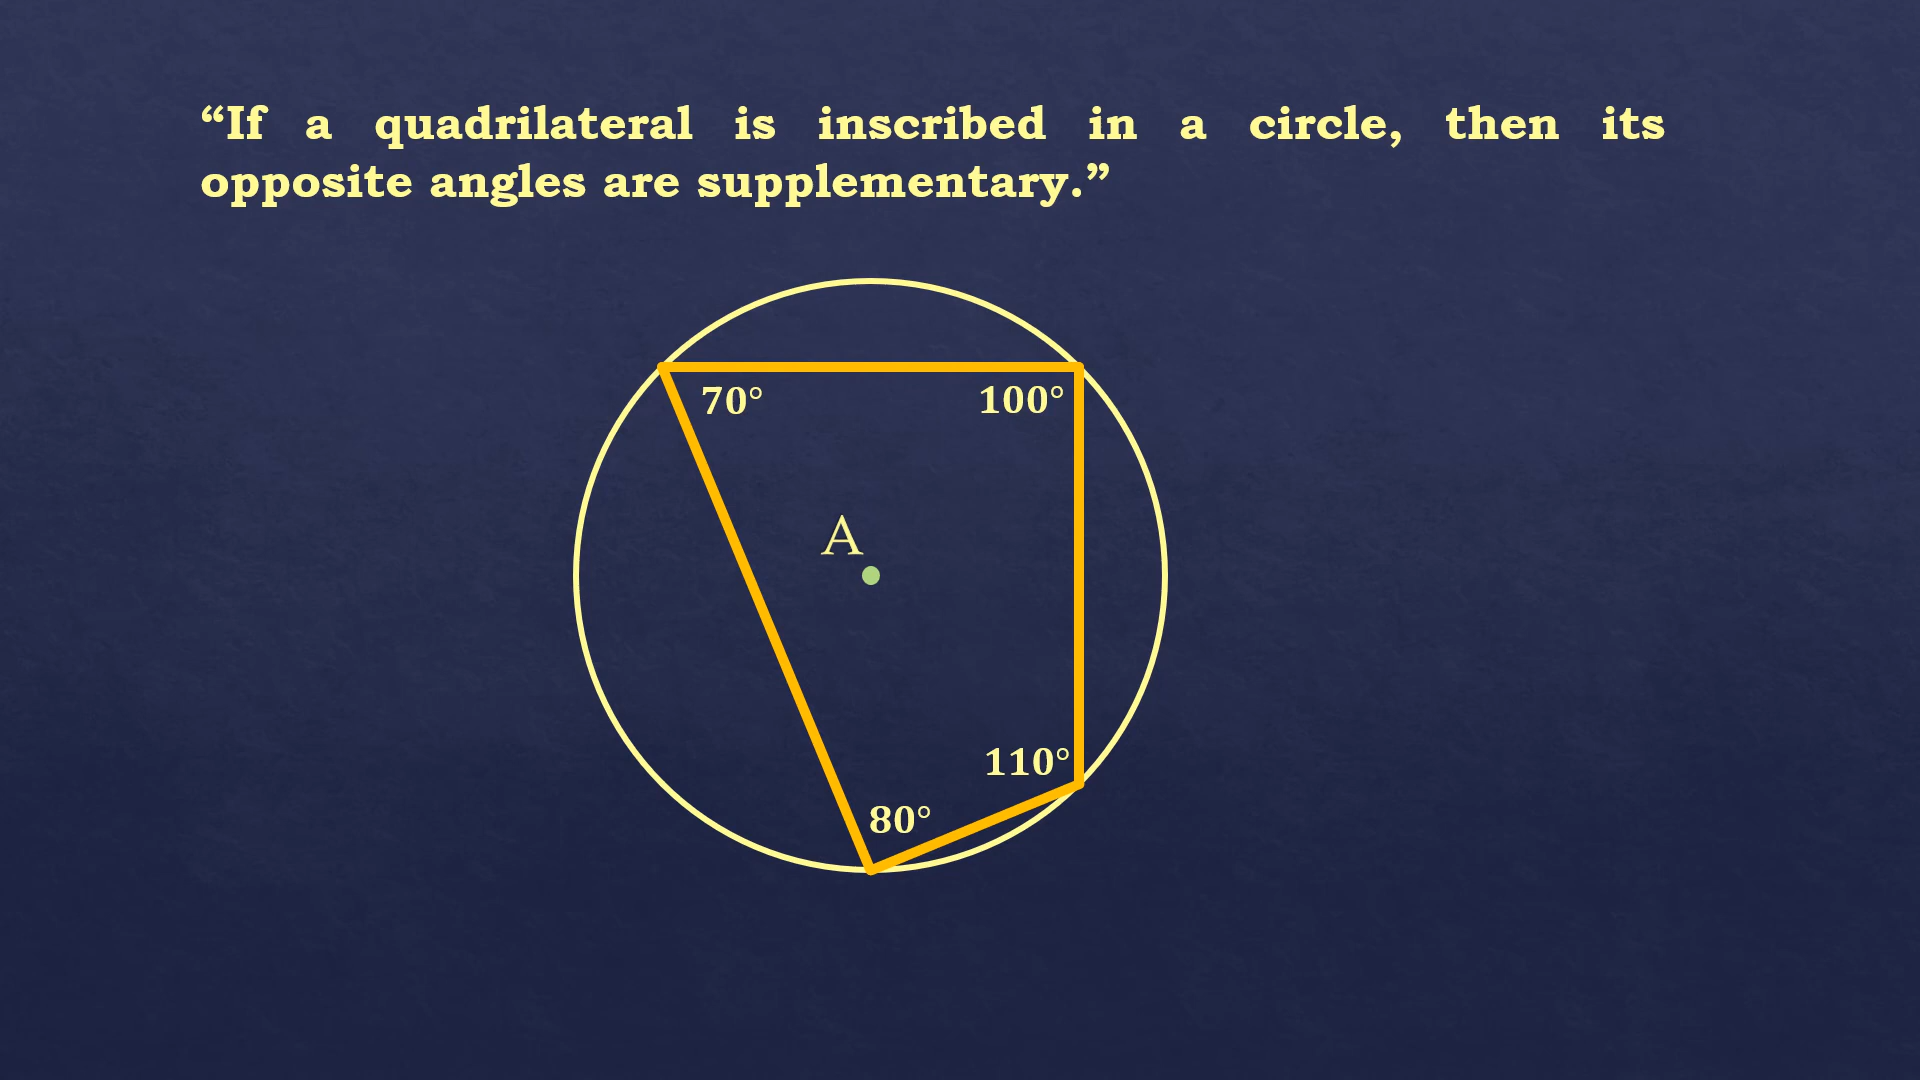 “If a quadrilateral is inscribed in a circle, then its
opposite angles are supplementary.”
70° 100°
A
110°
80°